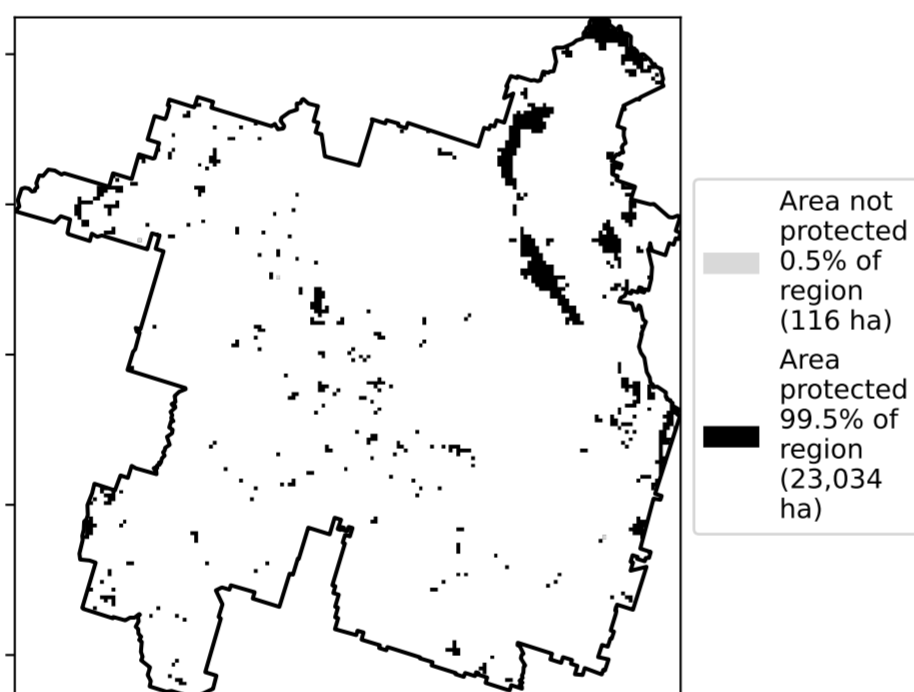 Area not
protected
0.5% of
region
(116 ha)
Area
protected
99.5% of
region
(23,034
ha)